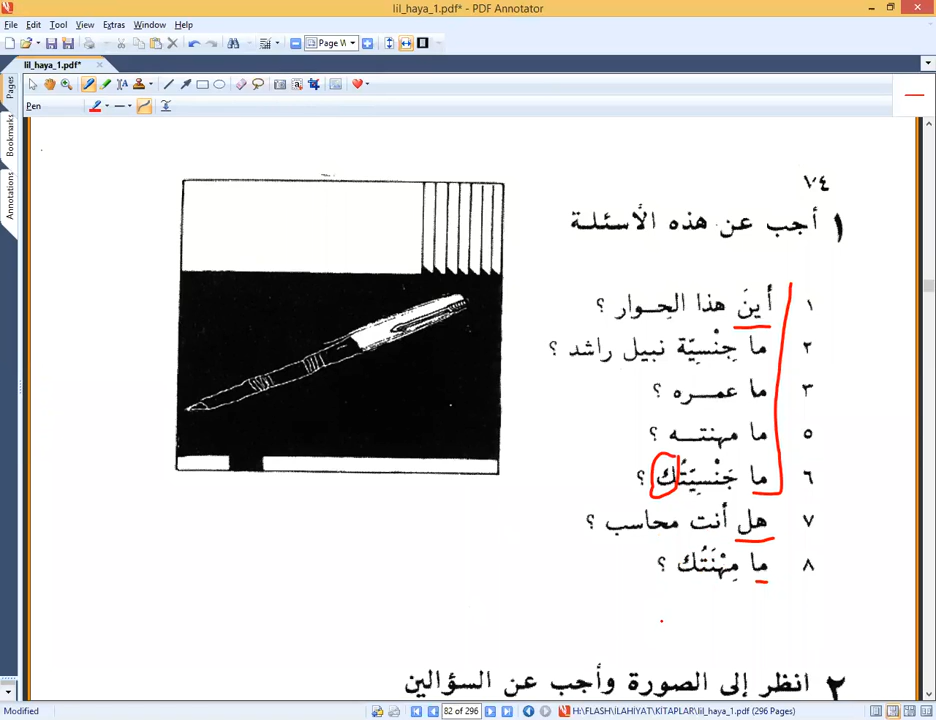 lil_haya_1.pdf* - PDF Annotator
File Edit Tool View Extras Window Help
Page W
lil_haya_1.pdf*
Pen
Pages
Bookmarks
Annotations
٧٤
١ أجب عن هذه الأسئلة
١ أينَ هذا الحِوار ؟
٢ ما جِنْسِيّة نبيل راشد ؟
٣ ما عمره ؟
٥ ما مهنته ؟
٦ ما جَنْسِيَتُك ؟
٧ هل أنت محاسب ؟
٨ ما مِهْنَتُك ؟
٢ انظر إلى الصورة وأجب عن السؤالين
Modified
82 of 296
H:\FLASH\ILAHIYAT\KITAPLAR\lil_haya_1.pdf (296 Pages)